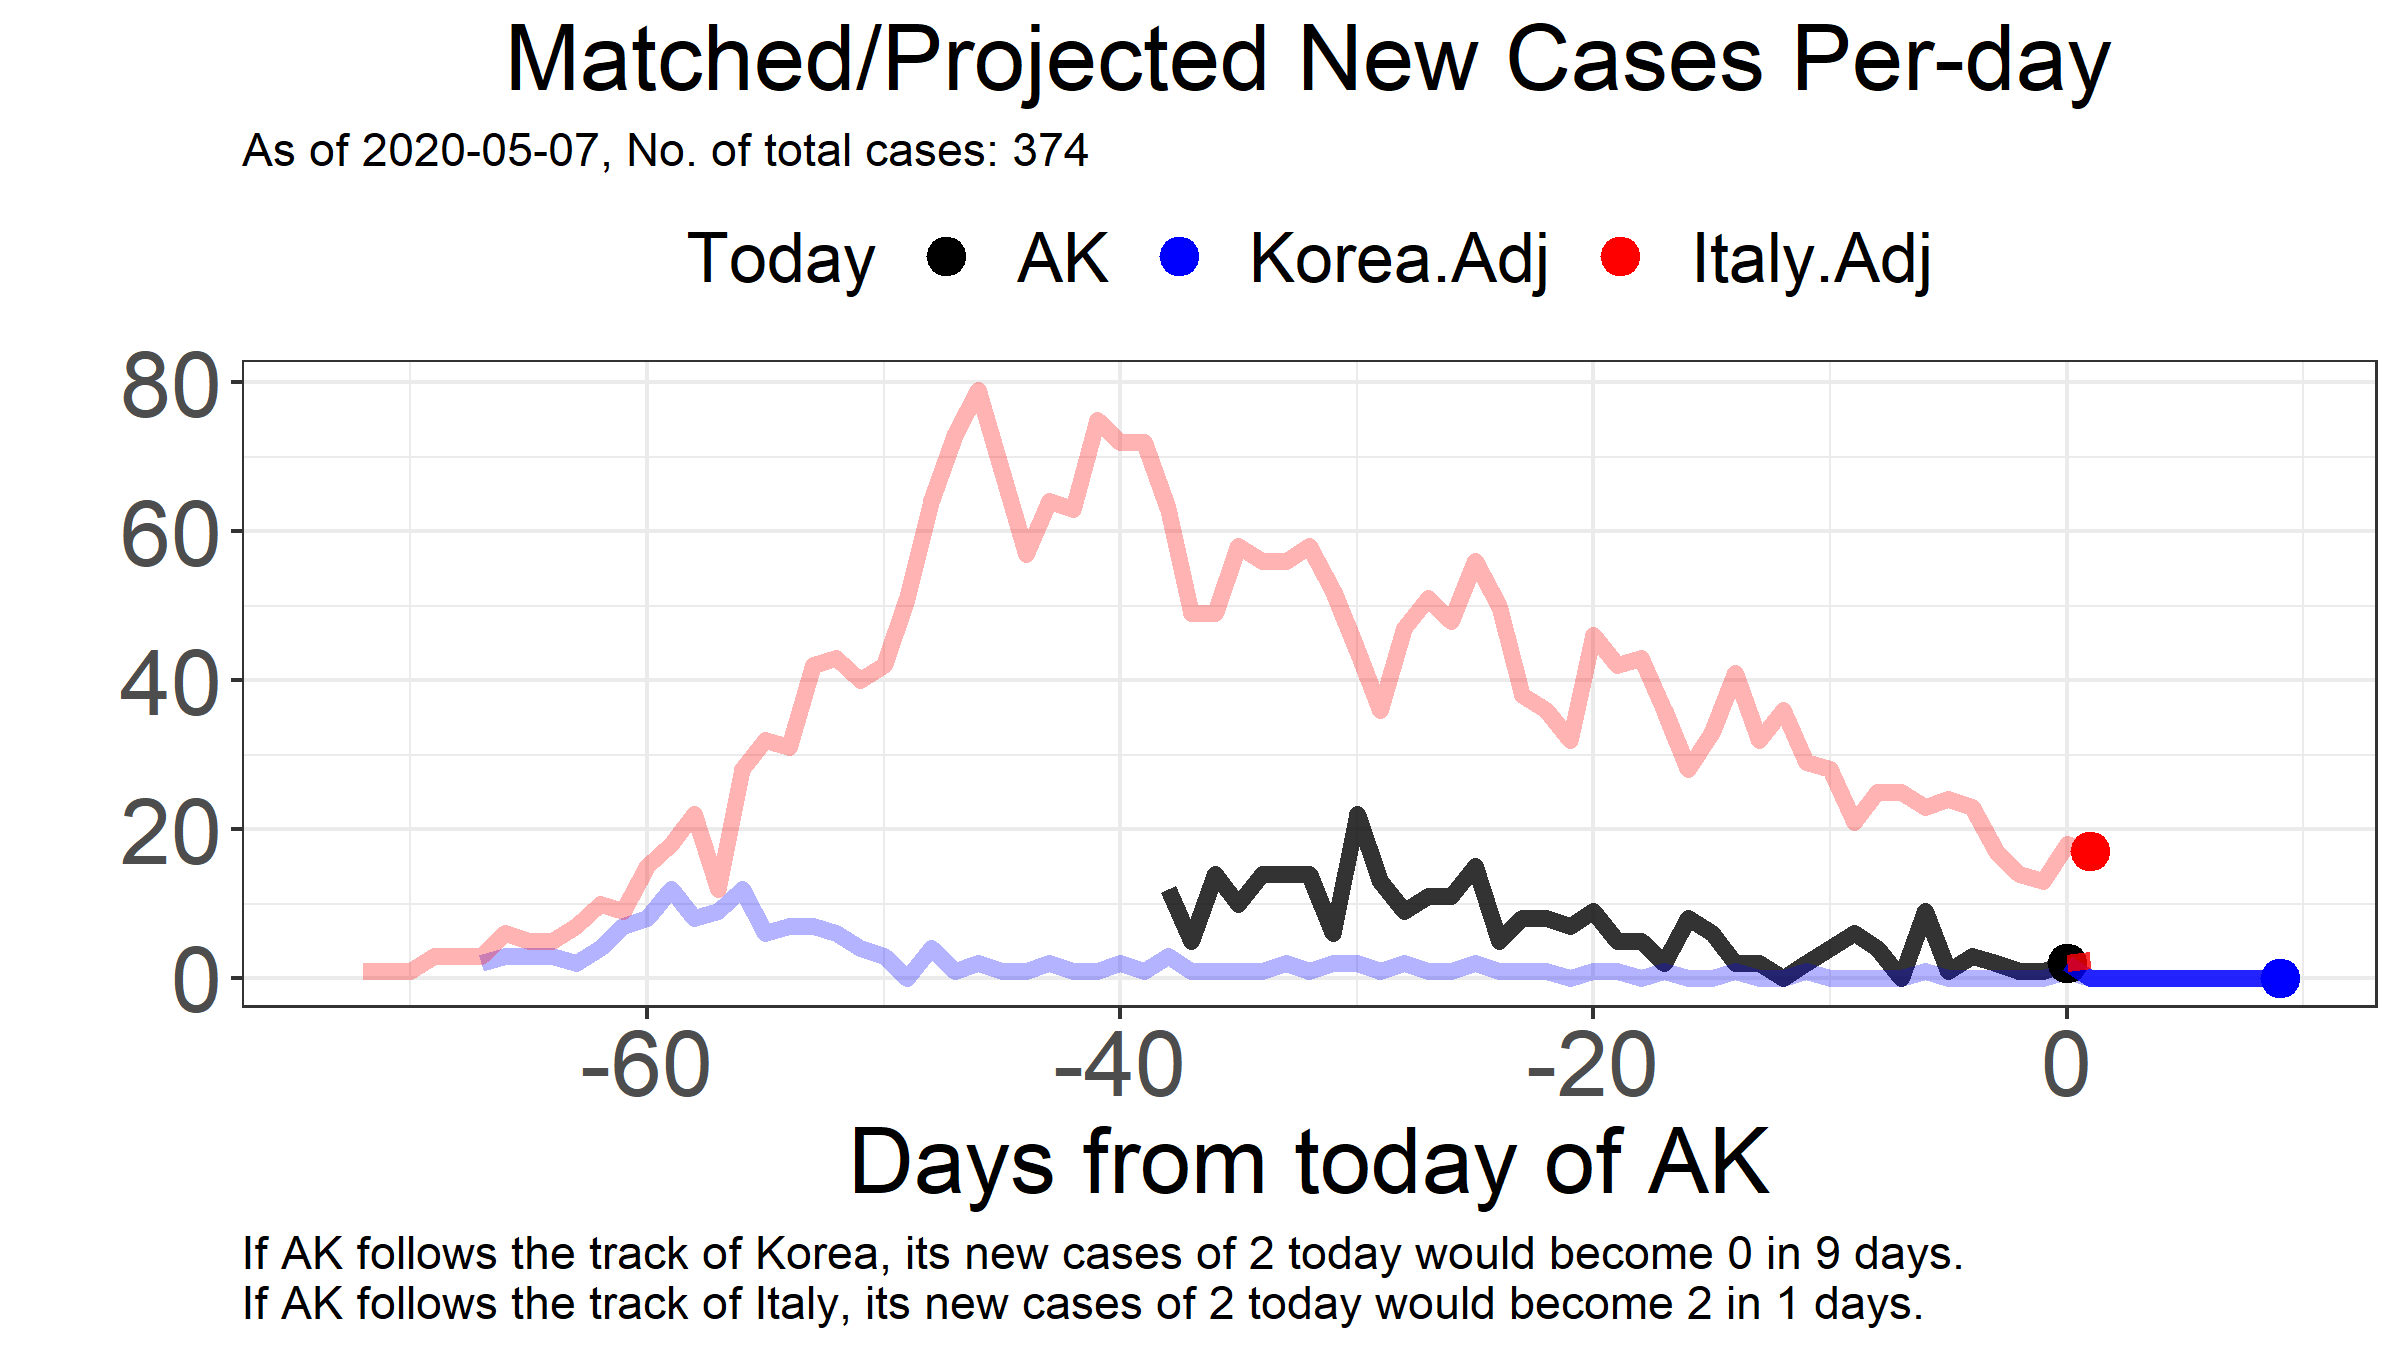 Matched/Projected New Cases Per-day
As of 2020-05-07, No. of total cases: 374
Today AK Korea.Adj Italy.Adj
80
60
40
20
0
-60 -40 -20 0
Days from today of AK
If AK follows the track of Korea, its new cases of 2 today would become 0 in 9 days.
If AK follows the track of Italy, its new cases of 2 today would become 2 in 1 days.